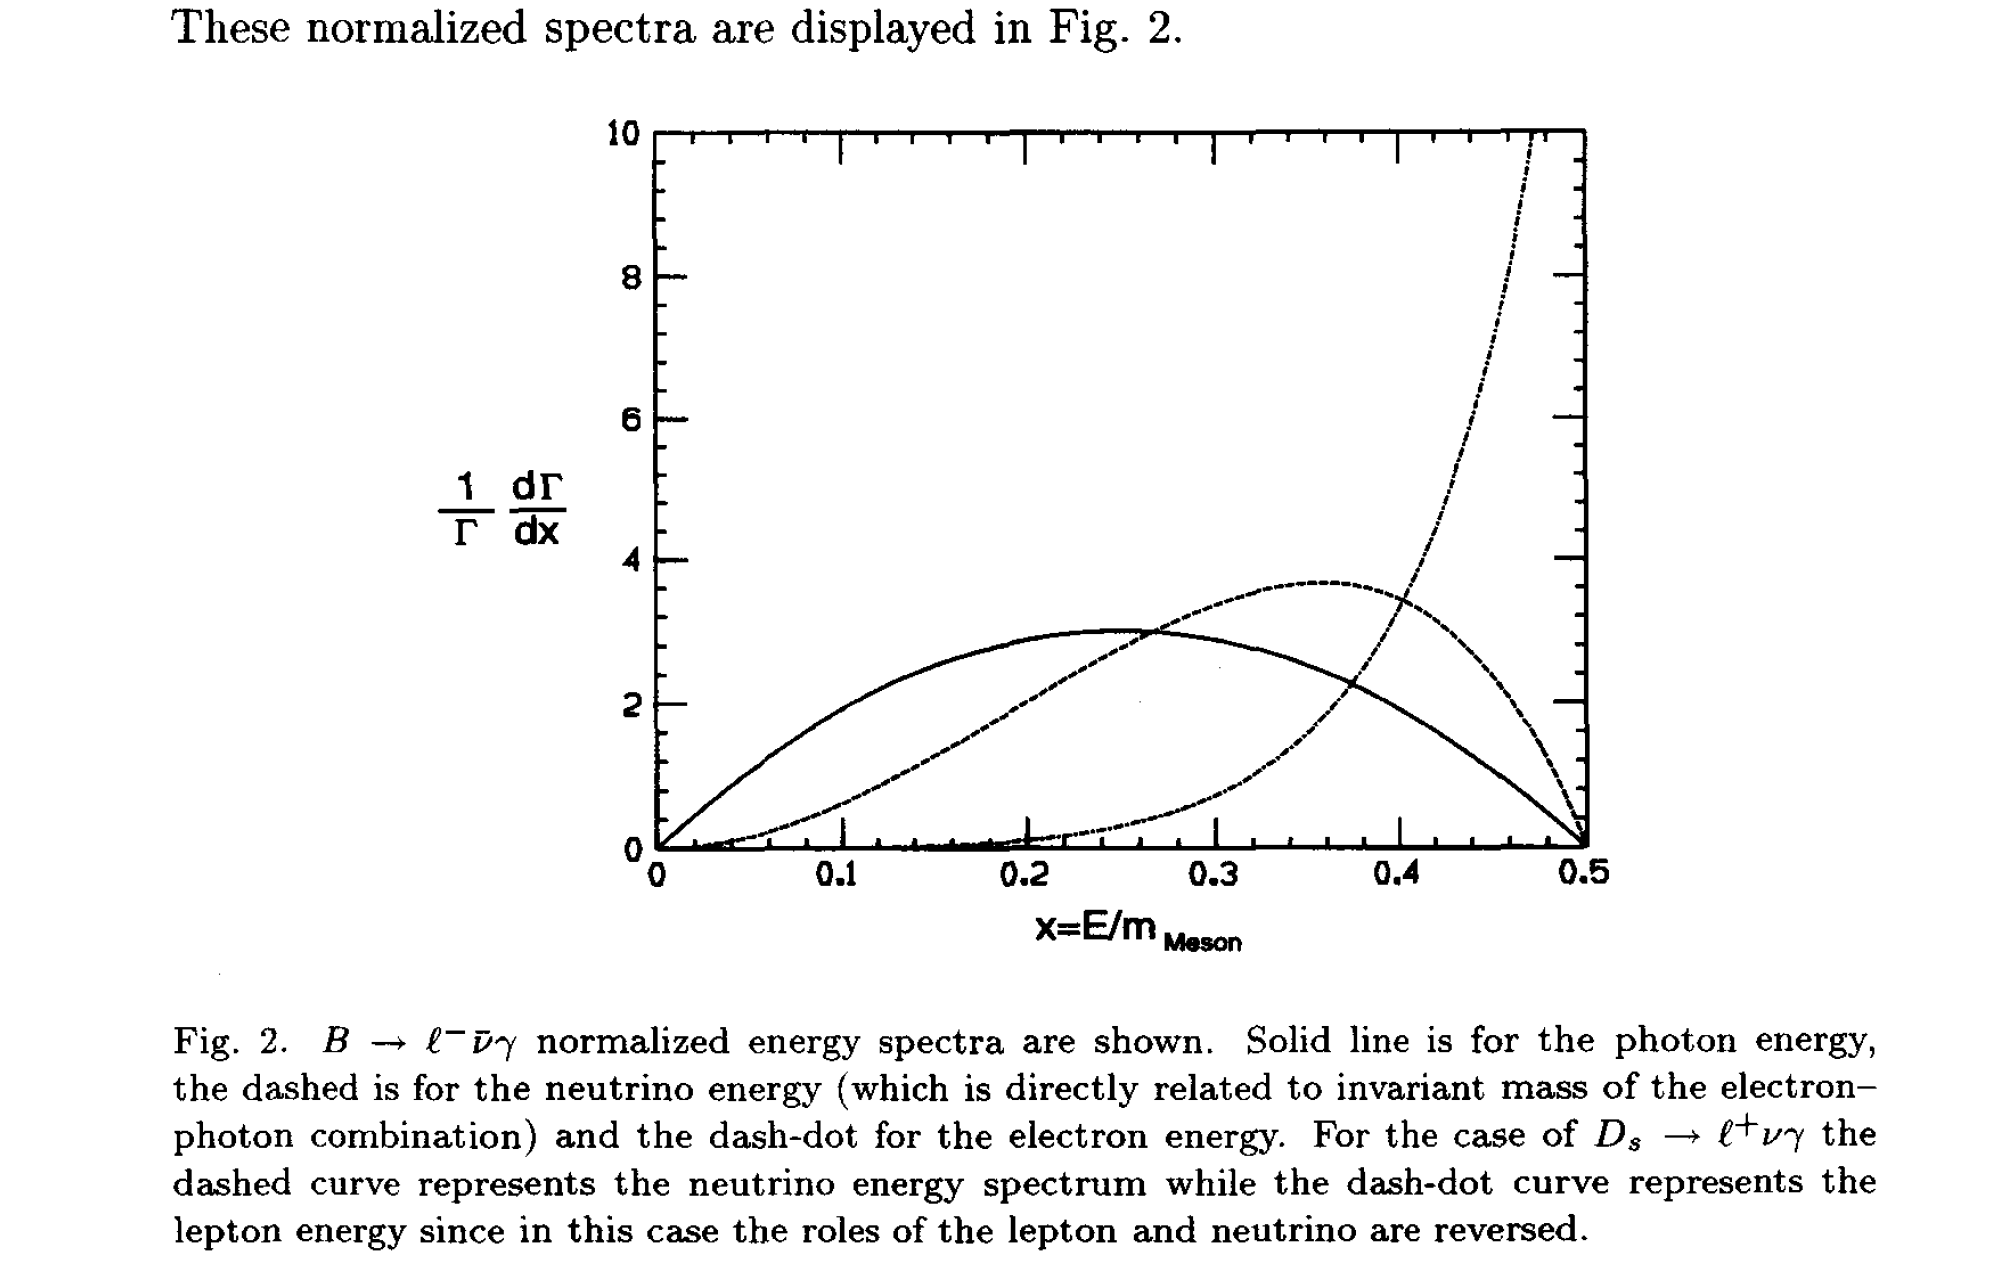 These normalized spectra are displayed in Fig. 2.
10
8
6
4
2
0
1/Γ dΓ/dx
0 0.1 0.2 0.3 0.4 0.5
x=E/m Meson
Fig. 2. B → ℓ⁻ν̄γ normalized energy spectra are shown. Solid line is for the photon energy,
the dashed is for the neutrino energy (which is directly related to invariant mass of the electron–
photon combination) and the dash-dot for the electron energy. For the case of Dₛ → ℓ⁺νγ the
dashed curve represents the neutrino energy spectrum while the dash-dot curve represents the
lepton energy since in this case the roles of the lepton and neutrino are reversed.